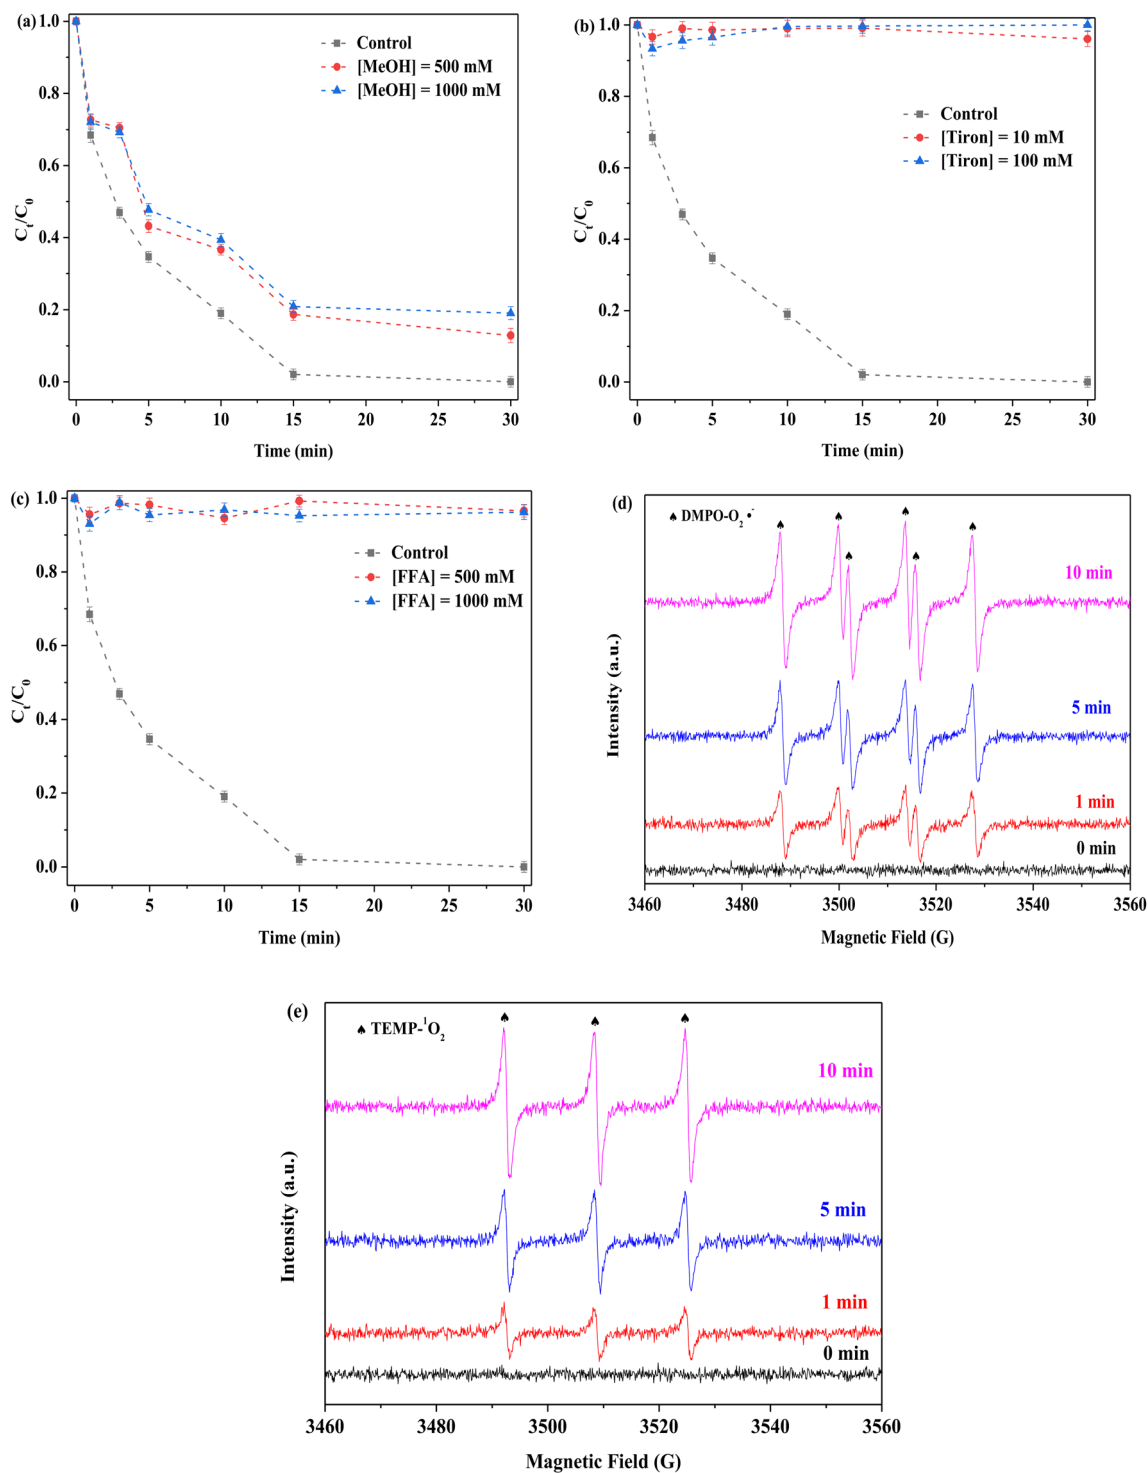 (a)
1.0
0.8
0.6
0.4
0.2
0.0
Cₜ/C₀
Control
[MeOH] = 500 mM
[MeOH] = 1000 mM
0 5 10 15 20 25 30
Time (min)
(b)
1.0
0.8
0.6
0.4
0.2
0.0
Cₜ/C₀
Control
[Tiron] = 10 mM
[Tiron] = 100 mM
0 5 10 15 20 25 30
Time (min)
(c)
1.0
0.8
0.6
0.4
0.2
0.0
Cₜ/C₀
Control
[FFA] = 500 mM
[FFA] = 1000 mM
0 5 10 15 20 25 30
Time (min)
(d)
♠ DMPO-O₂•⁻
10 min
5 min
1 min
0 min
Intensity (a.u.)
3460 3480 3500 3520 3540 3560
Magnetic Field (G)
(e)
♠ TEMP-¹O₂
10 min
5 min
1 min
0 min
Intensity (a.u.)
3460 3480 3500 3520 3540 3560
Magnetic Field (G)